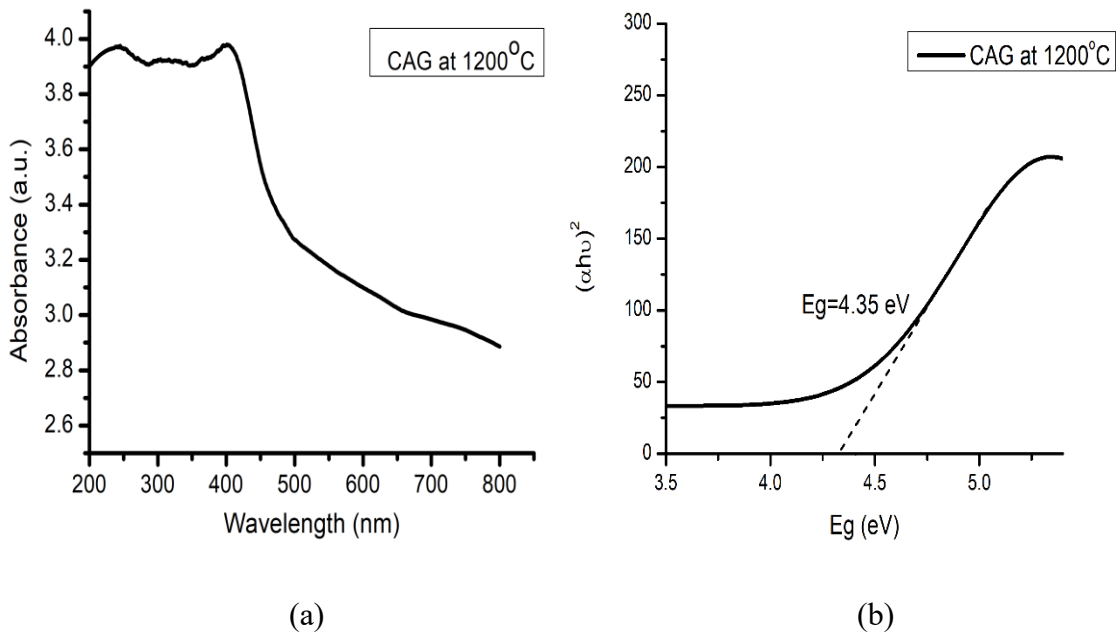 CAG at 1200°C
4.0
3.8
3.6
3.4
3.2
3.0
2.8
2.6
Absorbance (a.u.)
200 300 400 500 600 700 800
Wavelength (nm)
(a)
CAG at 1200°C
300
250
200
150
100
50
0
(αhυ)²
Eg=4.35 eV
3.5 4.0 4.5 5.0
Eg (eV)
(b)